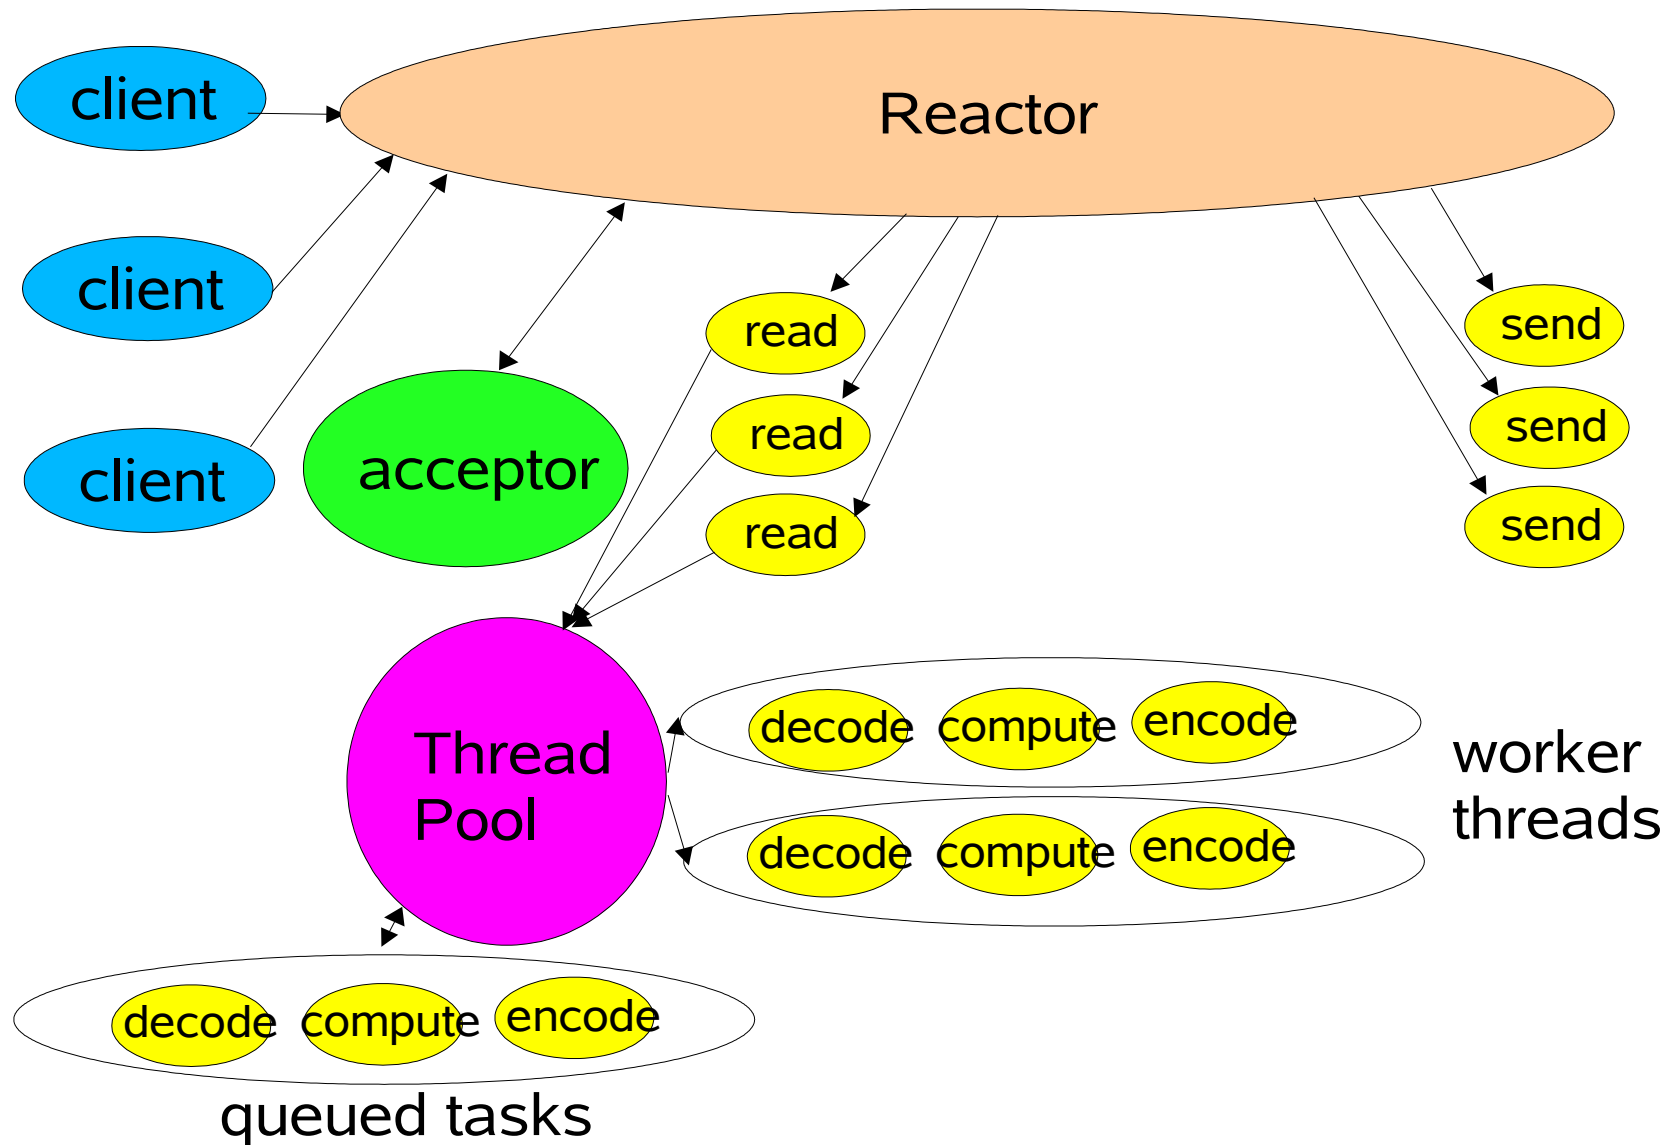 client
Reactor
client
client
acceptor
read
read
read
send
send
send
Thread
Pool
decode compute encode
decode compute encode
worker
threads
decode compute encode
queued tasks